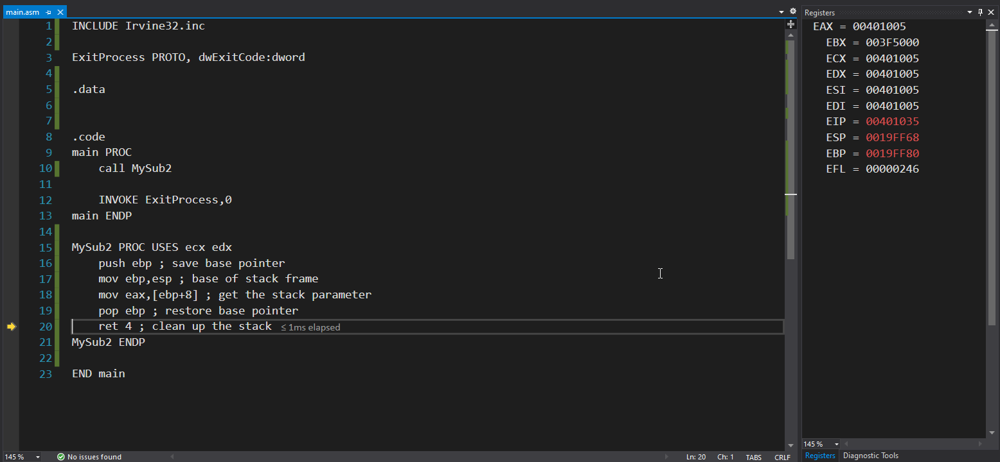 main.asm
INCLUDE Irvine32.inc
ExitProcess PROTO, dwExitCode:dword
.data
.code
main PROC
call MySub2
INVOKE ExitProcess,0
main ENDP
MySub2 PROC USES ecx edx
push ebp ; save base pointer
mov ebp,esp ; base of stack frame
mov eax,[ebp+8] ; get the stack parameter
pop ebp ; restore base pointer
ret 4 ; clean up the stack ≤ 1ms elapsed
MySub2 ENDP
END main
1
2
3
4
5
6
7
8
9
10
11
12
13
14
15
16
17
18
19
20
21
22
23
145 %
No issues found
Ln: 20 Ch: 1 TABS CRLF
Registers
EAX = 00401005
EBX = 003F5000
ECX = 00401005
EDX = 00401005
ESI = 00401005
EDI = 00401005
EIP = 00401035
ESP = 0019FF68
EBP = 0019FF80
EFL = 00000246
145 %
Registers Diagnostic Tools